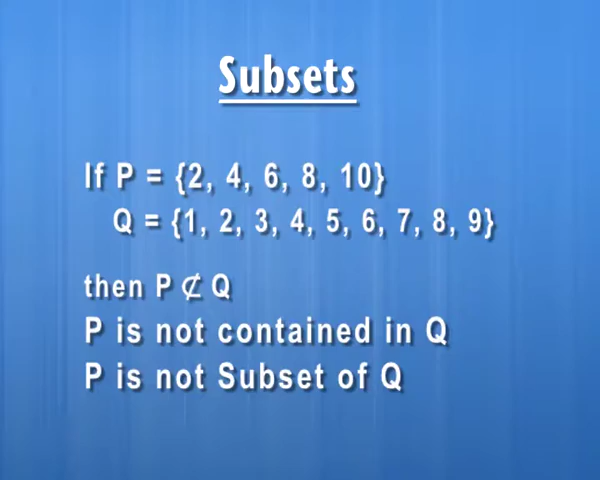 Subsets
If P = {2, 4, 6, 8, 10}
Q = {1, 2, 3, 4, 5, 6, 7, 8, 9}
then P ⊄ Q
P is not contained in Q
P is not Subset of Q